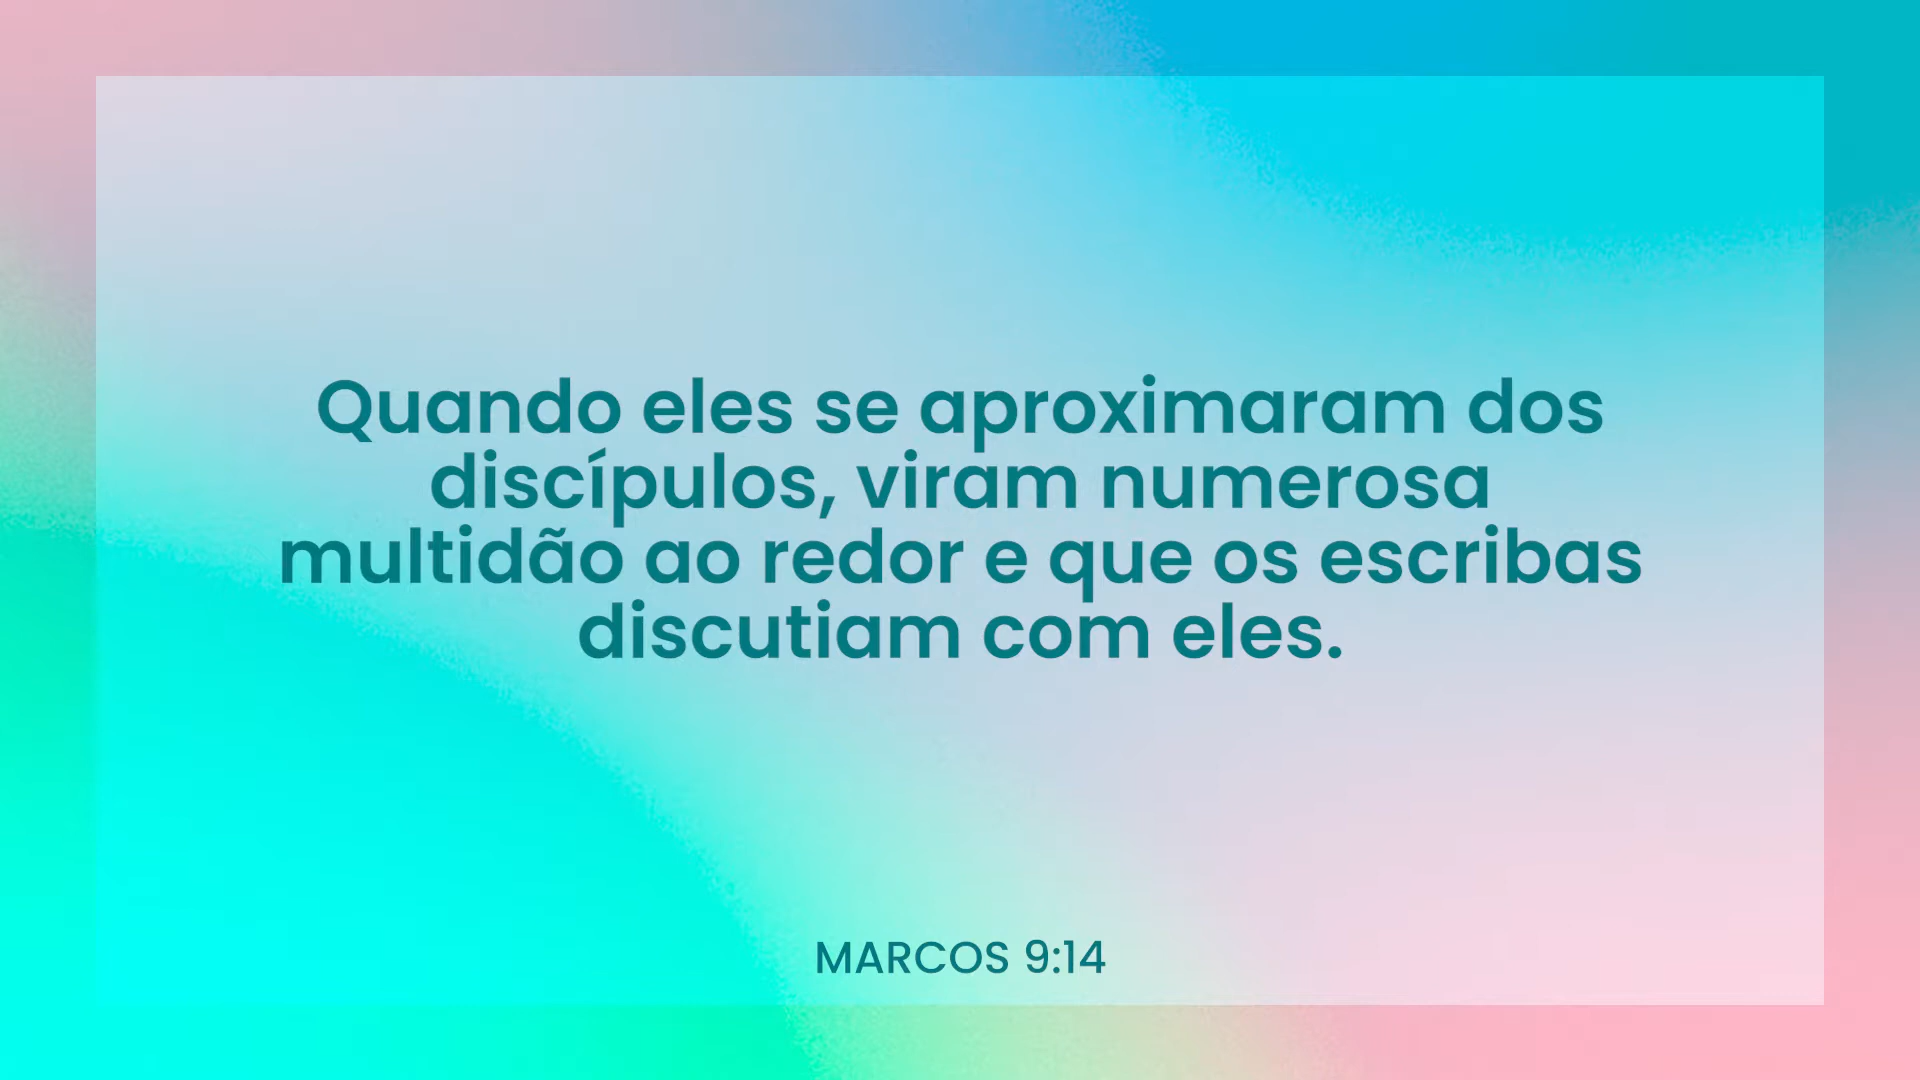 Quando eles se aproximaram dos
discípulos, viram numerosa
multidão ao redor e que os escribas
discutiam com eles.
MARCOS 9:14